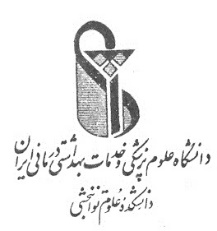 دانشگاه علوم پزشکی و خدمات بهداشتی درمانی ایران
دانشکده علوم توانبخشی